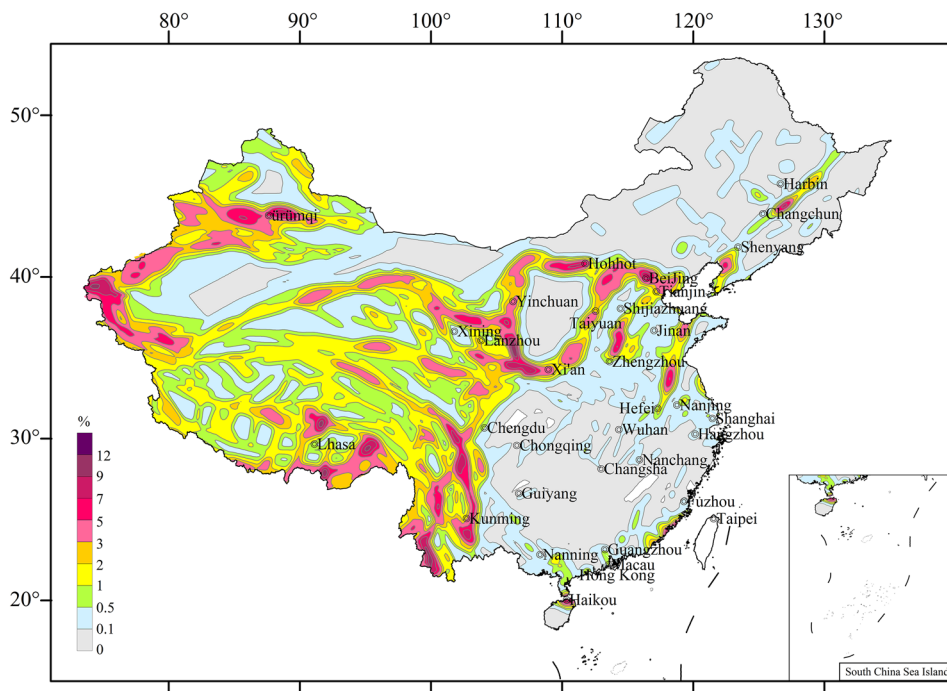 80° 90° 100° 110° 120° 130°
50°
Harbin
Changchun
ürümqi
Shenyang
40°
Hohhot
BeiJing
Tianjin
Yinchuan
Shijiazhuang
Taiyuan
Xining
Jinan
Lanzhou
Zhengzhou
Xi'an
Nanjing
Hefei
Shanghai
%
Chengdu
Wuhan
Hangzhou
30°
Lhasa
Chongqing
12
Nanchang
Changsha
9
7
Guiyang
5
Fuzhou
Kunming
Taipei
3
2
Nanning
Guangzhou
Macau
1
Hong Kong
0.5
20°
Haikou
0.1
0
South China Sea Island